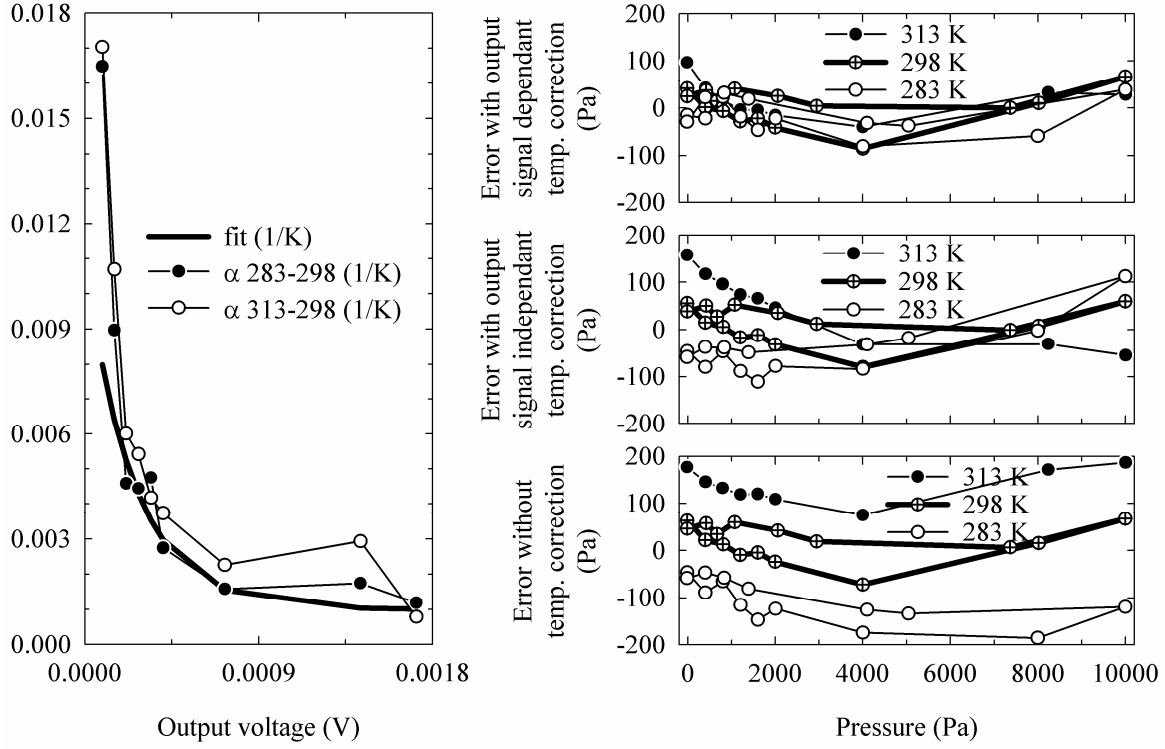 0.018
0.015
0.012
0.009
0.006
0.003
0.000
0.0000
0.0009
0.0018
Output voltage (V)
fit (1/K)
α 283-298 (1/K)
α 313-298 (1/K)
Error with output
signal dependant
temp. correction
(Pa)
200
100
0
-100
-200
313 K
298 K
283 K
Error with output
signal independant
temp. correction
(Pa)
200
100
0
-100
-200
313 K
298 K
283 K
Error without
temp. correction
(Pa)
200
100
0
-100
-200
313 K
298 K
283 K
0
2000
4000
6000
8000
10000
Pressure (Pa)